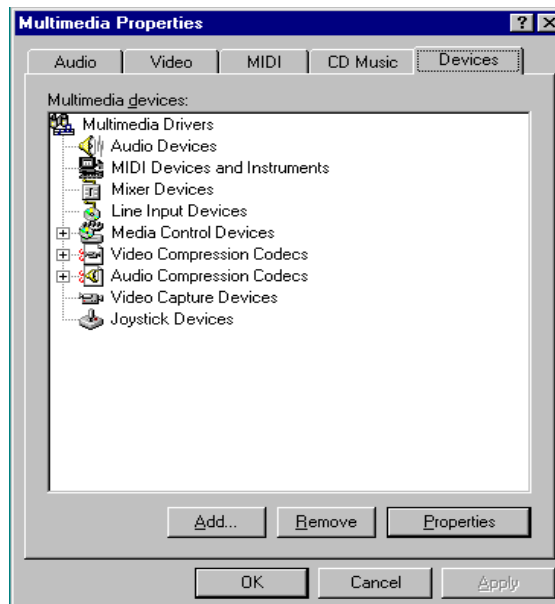 Multimedia Properties
Audio Video MIDI CD Music Devices
Multimedia devices:
Multimedia Drivers
Audio Devices
MIDI Devices and Instruments
Mixer Devices
Line Input Devices
Media Control Devices
Video Compression Codecs
Audio Compression Codecs
Video Capture Devices
Joystick Devices
Add... Remove Properties
OK Cancel Apply